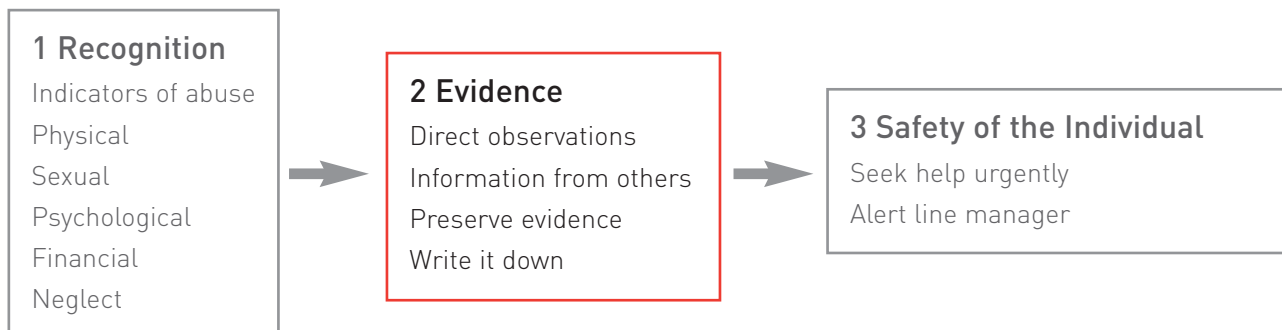 1 Recognition
Indicators of abuse
Physical
Sexual
Psychological
Financial
Neglect
2 Evidence
Direct observations
Information from others
Preserve evidence
Write it down
3 Safety of the Individual
Seek help urgently
Alert line manager